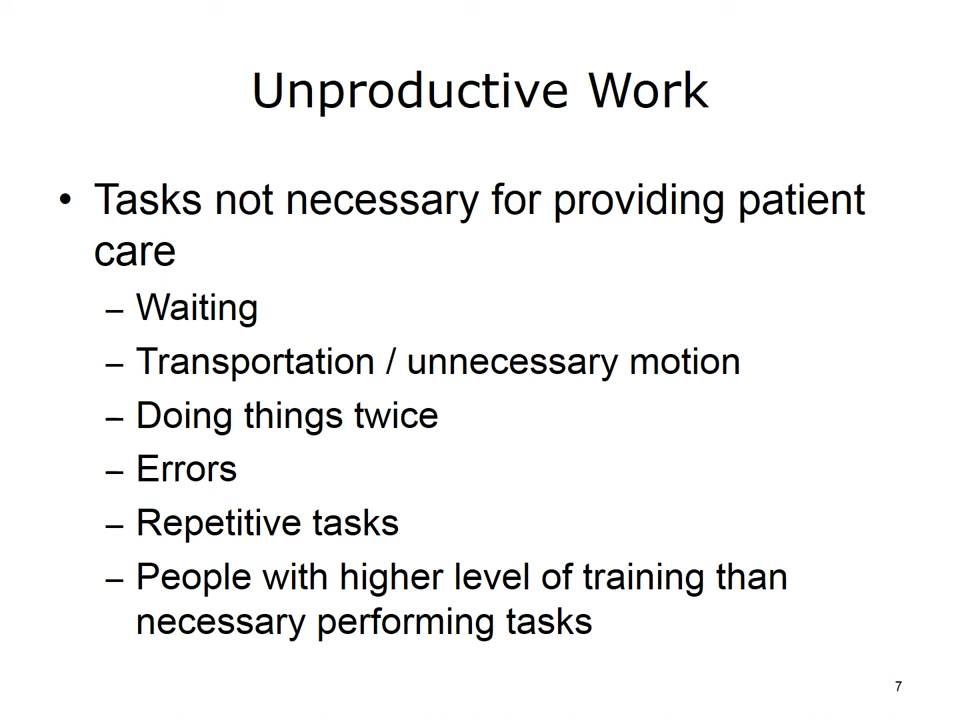 Unproductive Work
• Tasks not necessary for providing patient
care
– Waiting
– Transportation / unnecessary motion
– Doing things twice
– Errors
– Repetitive tasks
– People with higher level of training than
necessary performing tasks
7